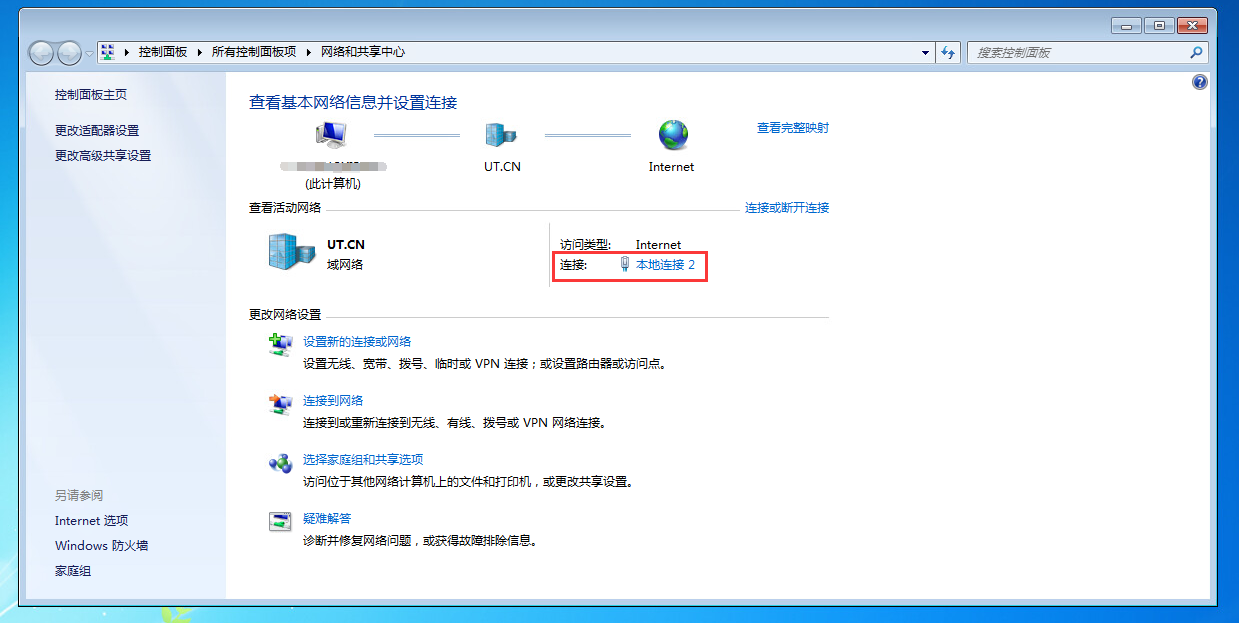 控制面板 ▸ 所有控制面板项 ▸ 网络和共享中心
搜索控制面板
控制面板主页
更改适配器设置
更改高级共享设置
查看基本网络信息并设置连接
查看完整映射
UT.CN
Internet
(此计算机)
查看活动网络
连接或断开连接
UT.CN
域网络
访问类型: Internet
连接: 本地连接 2
更改网络设置
设置新的连接或网络
设置无线、宽带、拨号、临时或 VPN 连接；或设置路由器或访问点。
连接到网络
连接到或重新连接到无线、有线、拨号或 VPN 网络连接。
选择家庭组和共享选项
访问位于其他网络计算机上的文件和打印机，或更改共享设置。
疑难解答
诊断并修复网络问题，或获得故障排除信息。
另请参阅
Internet 选项
Windows 防火墙
家庭组